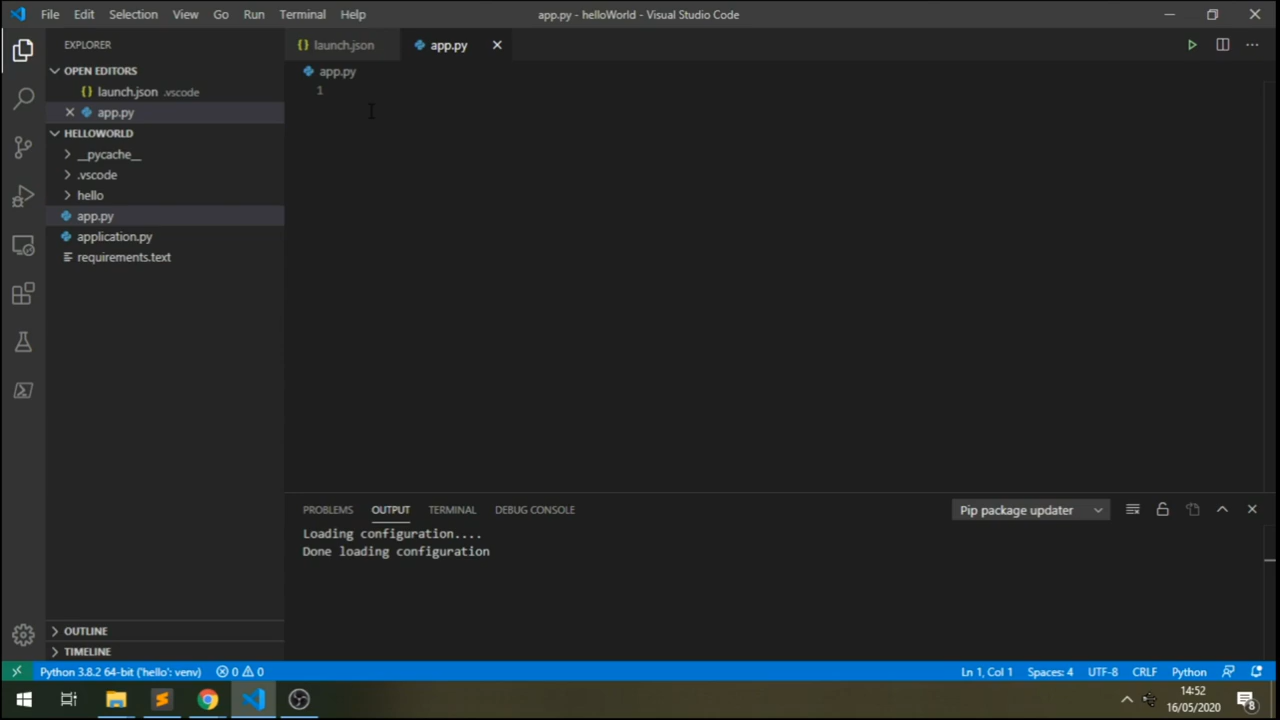 File Edit Selection View Go Run Terminal Help app.py - helloWorld - Visual Studio Code
EXPLORER
OPEN EDITORS
launch.json .vscode
app.py
HELLOWORLD
__pycache__
.vscode
hello
app.py
application.py
requirements.text
OUTLINE
TIMELINE
launch.json app.py
app.py
1
PROBLEMS OUTPUT TERMINAL DEBUG CONSOLE Pip package updater
Loading configuration....
Done loading configuration
Python 3.8.2 64-bit ('hello': venv) 0 0 Ln 1, Col 1 Spaces: 4 UTF-8 CRLF Python
14:52
16/05/2020
8